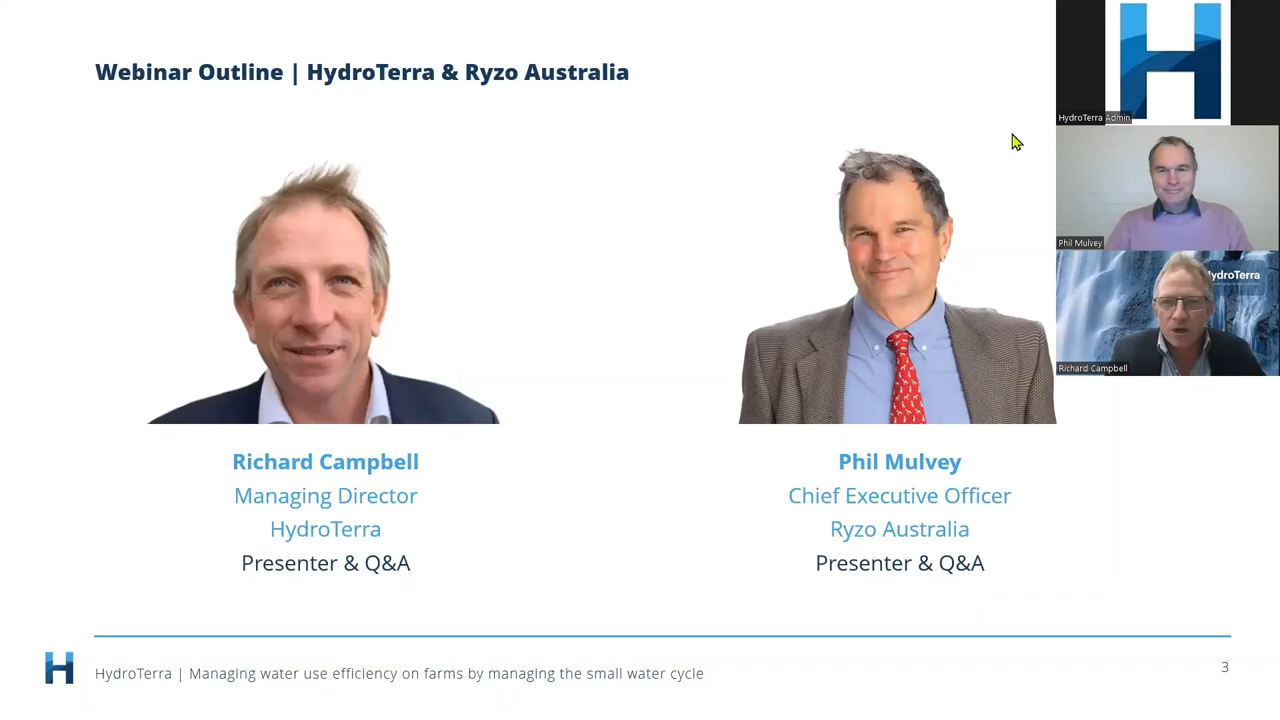 Webinar Outline | HydroTerra & Ryzo Australia
HydroTerra Admin
Phil Mulvey
HydroTerra
Richard Campbell
Richard Campbell
Managing Director
HydroTerra
Presenter & Q&A
Phil Mulvey
Chief Executive Officer
Ryzo Australia
Presenter & Q&A
HydroTerra | Managing water use efficiency on farms by managing the small water cycle
3